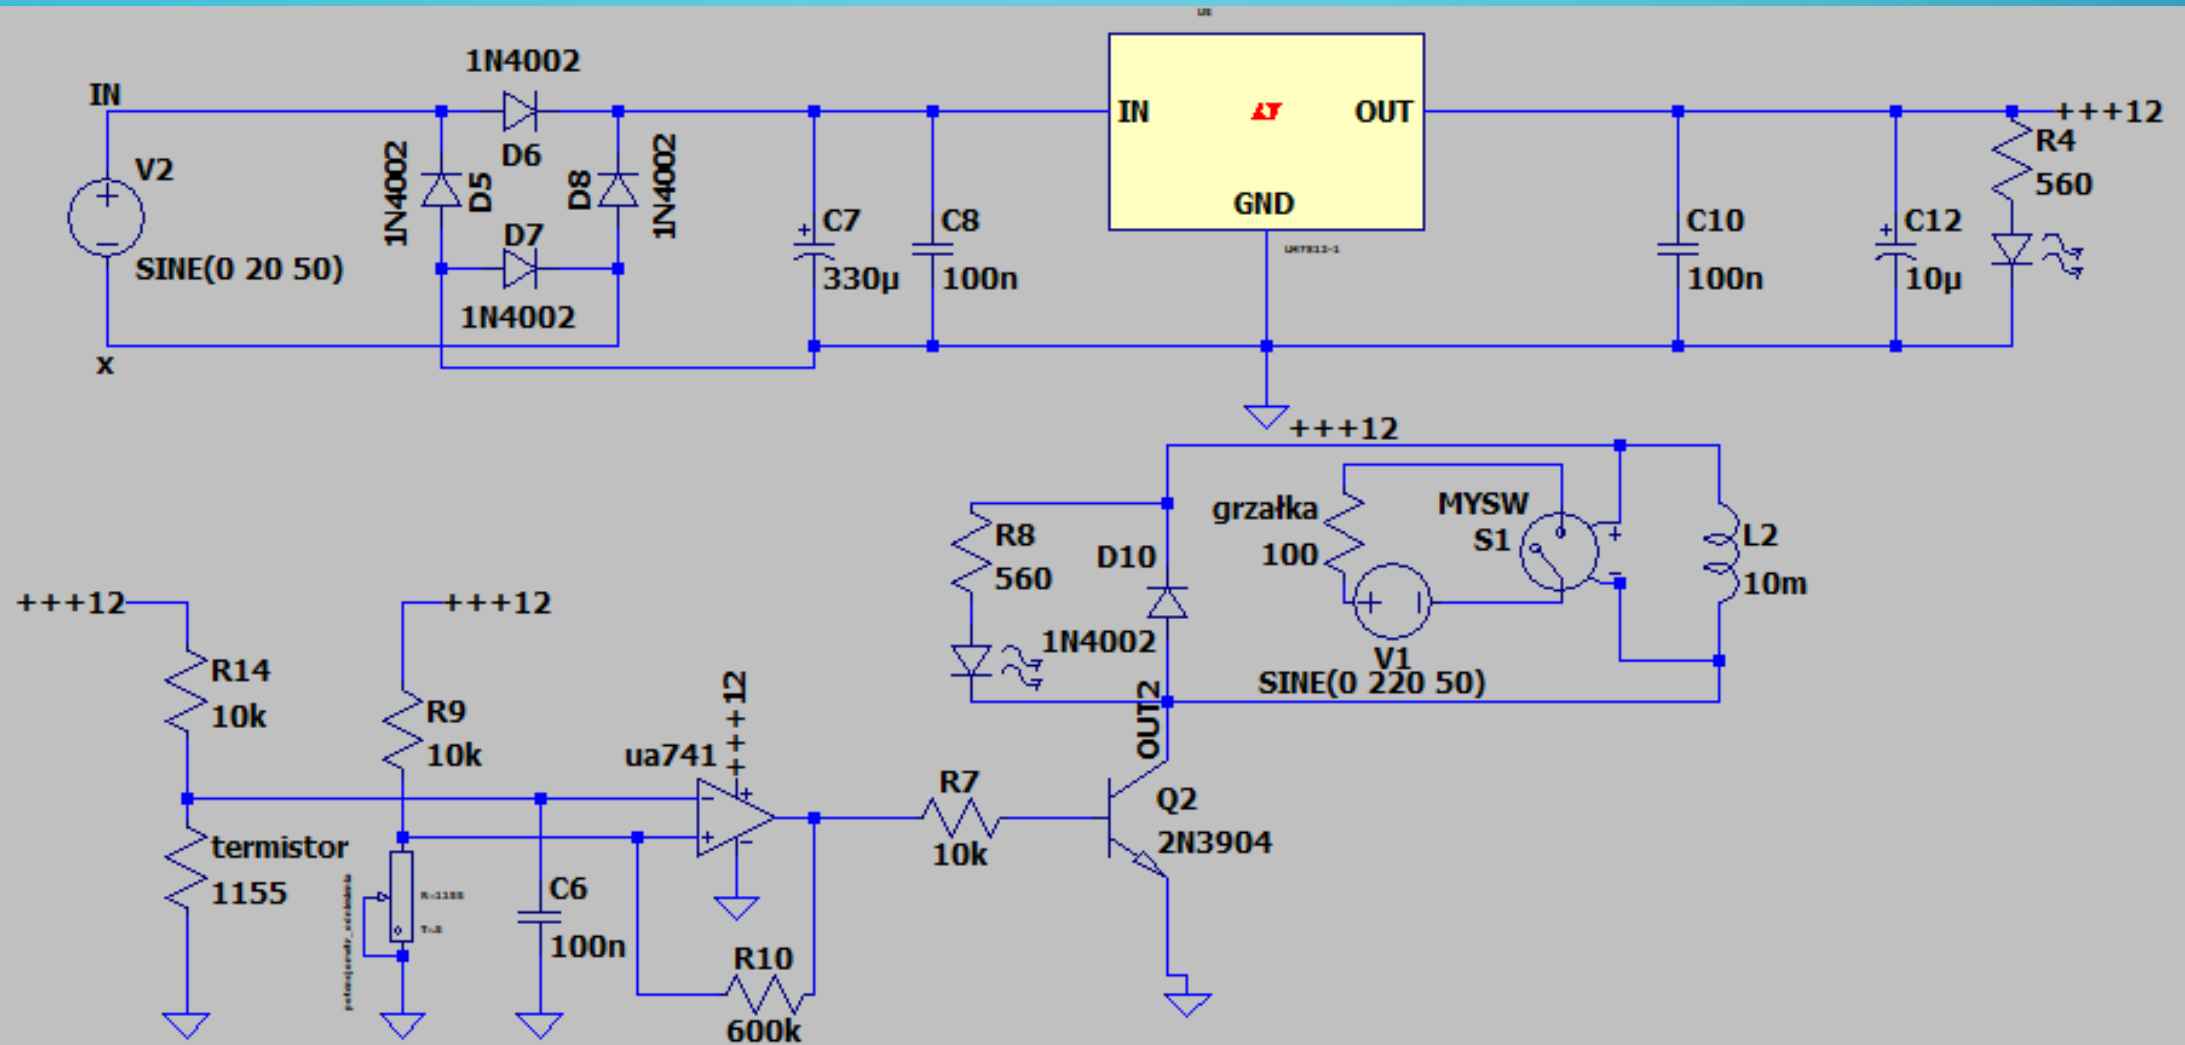 U8
1N4002
IN
D6
1N4002
D5
D8
1N4002
V2
D7
SINE(0 20 50)
1N4002
x
+
C7
330µ
C8
100n
IN
OUT
GND
C10
100n
+
C12
10µ
+++12
R4
560
+++12
R8
560
D10
1N4002
grzałka
100
MYSW
S1
V1
SINE(0 220 50)
L2
10m
+++12
R14
10k
+++12
R9
10k
ua741
+++12
OUT2
R7
10k
Q2
2N3904
termistor
1155
R=1155
C6
100n
R10
600k